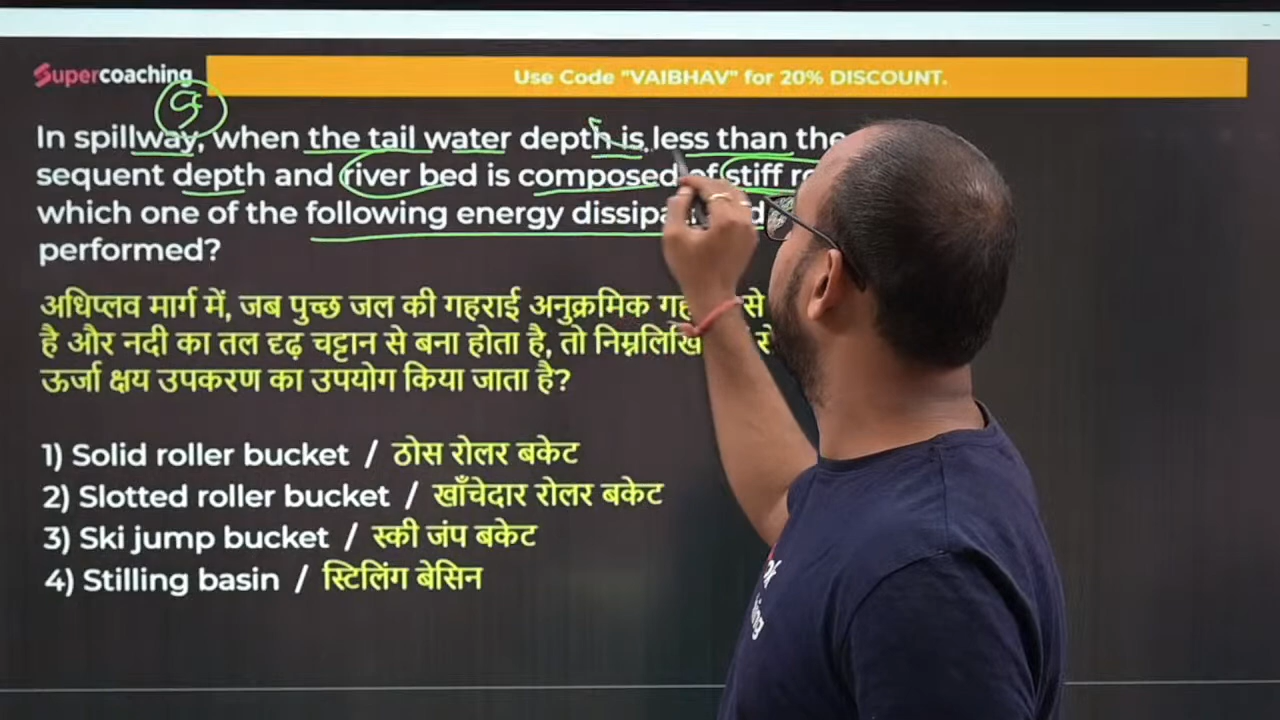 Supercoaching
Use Code "VAIBHAV" for 20% DISCOUNT.
In spillway, when the tail water depth is less than the
sequent depth and river bed is composed of stiff
which one of the following energy
performed?
अधिप्लव मार्ग में, जब पुच्छ जल की गहराई अनुक्रमिक से
है और नदी का तल दृढ़ चट्टान से बना होता है, तो
ऊर्जा क्षय उपकरण का उपयोग किया जाता है?
1) Solid roller bucket / ठोस रोलर बकेट
2) Slotted roller bucket / खाँचेदार रोलर बकेट
3) Ski jump bucket / स्की जंप बकेट
4) Stilling basin / स्टिलिंग बेसिन